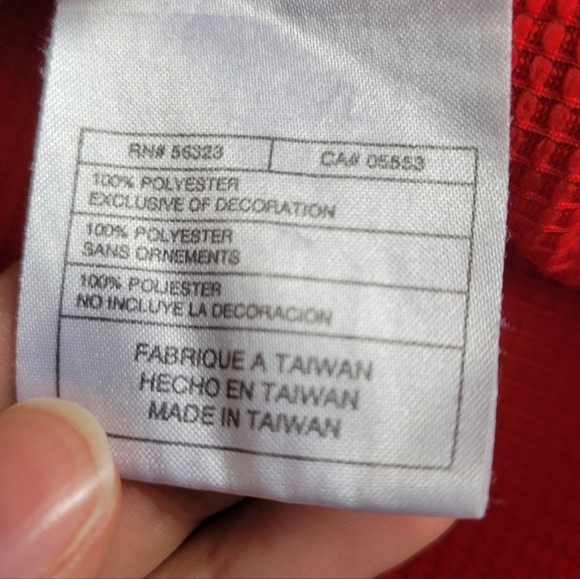 RN# 56323 CA# 05553
100% POLYESTER
EXCLUSIVE OF DECORATION
100% POLYESTER
SANS ORNEMENTS
100% POLIESTER
NO INCLUYE LA DECORACION
FABRIQUE A TAIWAN
HECHO EN TAIWAN
MADE IN TAIWAN